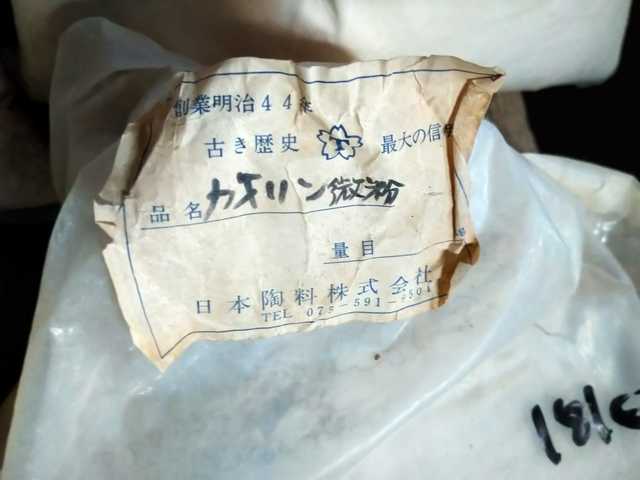 創業明治44年
古き歴史 最大の信用
品名 カオリン微粉
量目
日本陶料株式会社
TEL 075-591-